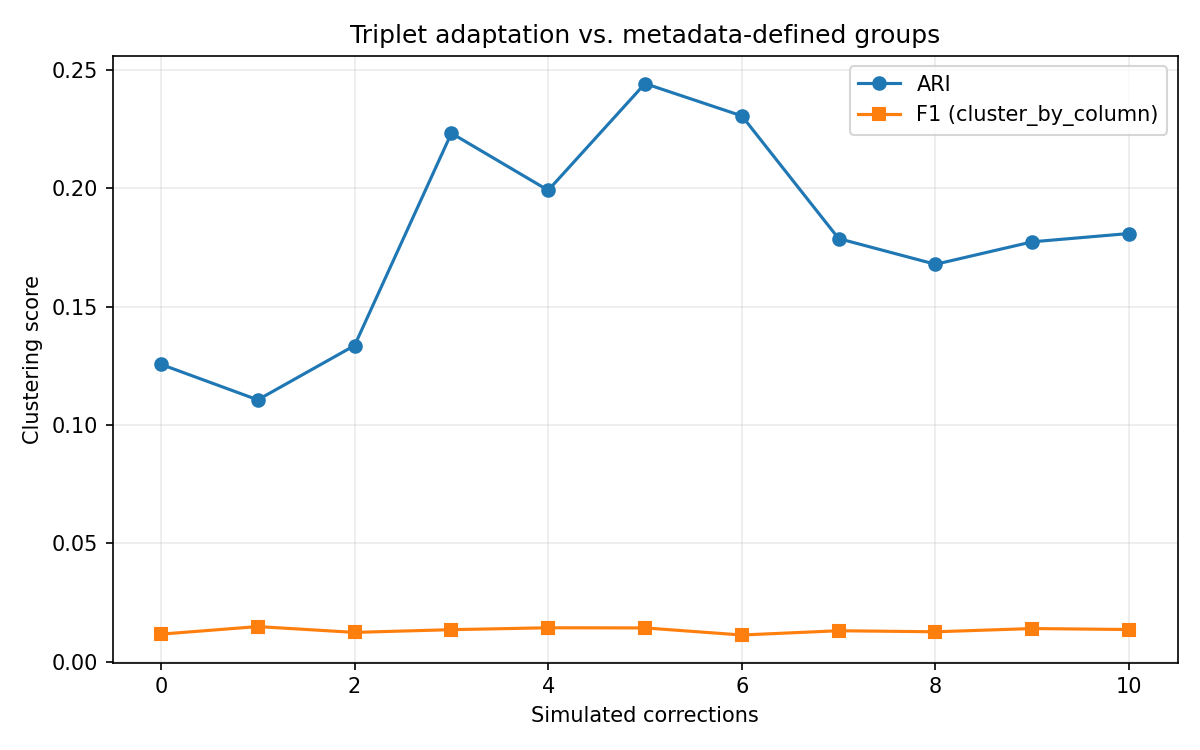 Triplet adaptation vs. metadata-defined groups
ARI
F1 (cluster_by_column)
Clustering score
0.25
0.20
0.15
0.10
0.05
0.00
0 2 4 6 8 10
Simulated corrections